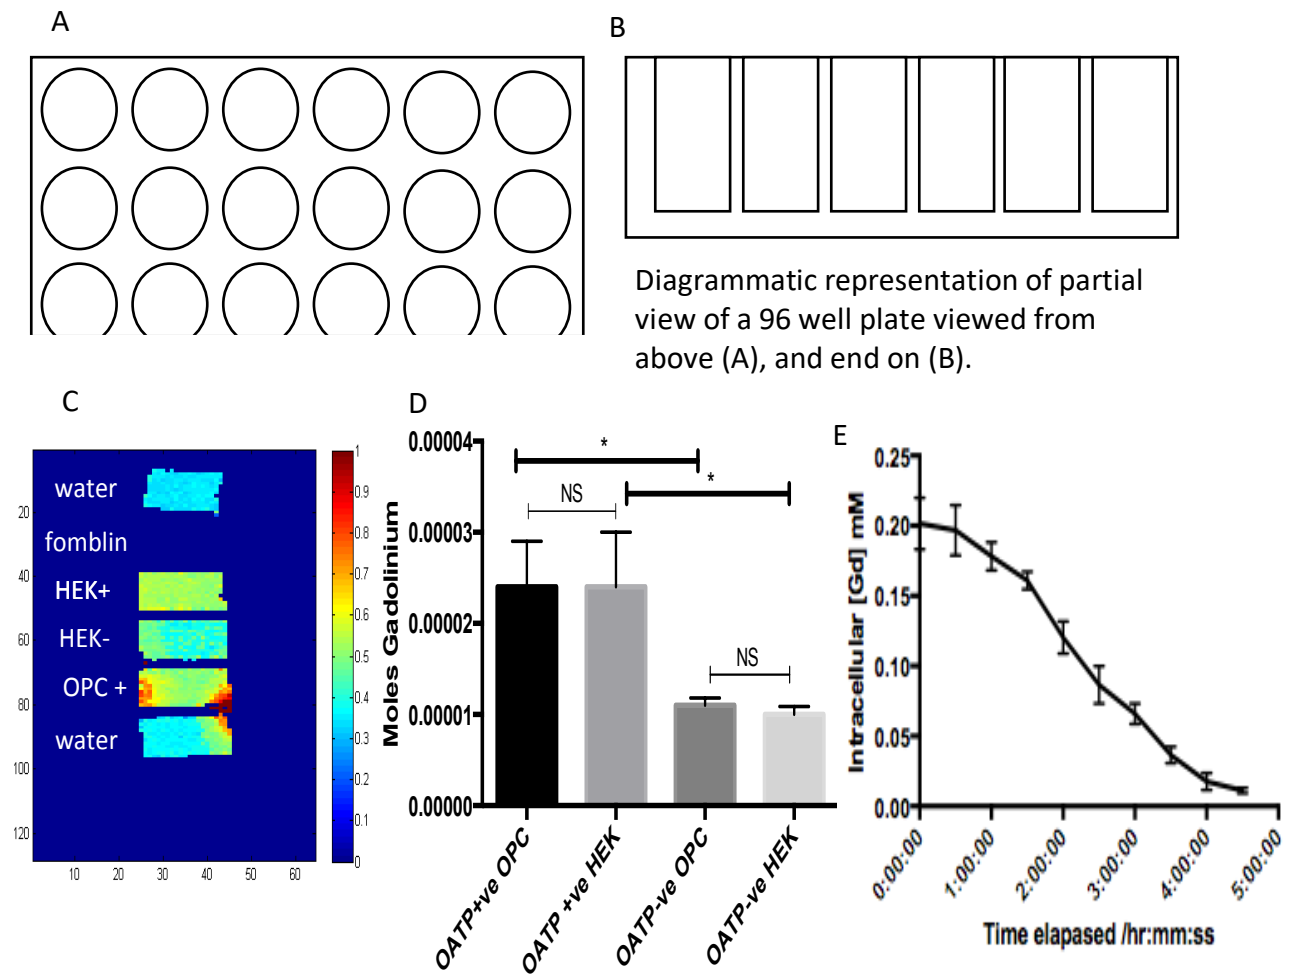 A
B
Diagrammatic representation of partial
view of a 96 well plate viewed from
above (A), and end on (B).
C
water
fomblin
HEK+
HEK-
OPC +
water
20
40
60
80
100
120
10 20 30 40 50 60
1
0.9
0.8
0.7
0.6
0.5
0.4
0.3
0.2
0.1
0
D
Moles Gadolinium
0.00004
0.00003
0.00002
0.00001
0.00000
*
NS
*
NS
OATP+ve OPC
OATP +ve HEK
OATP-ve OPC
OATP-ve HEK
E
Intracellular [Gd] mM
0.25
0.20
0.15
0.10
0.05
0.00
0:00:00
1:00:00
2:00:00
3:00:00
4:00:00
5:00:00
Time elapased /hr:mm:ss